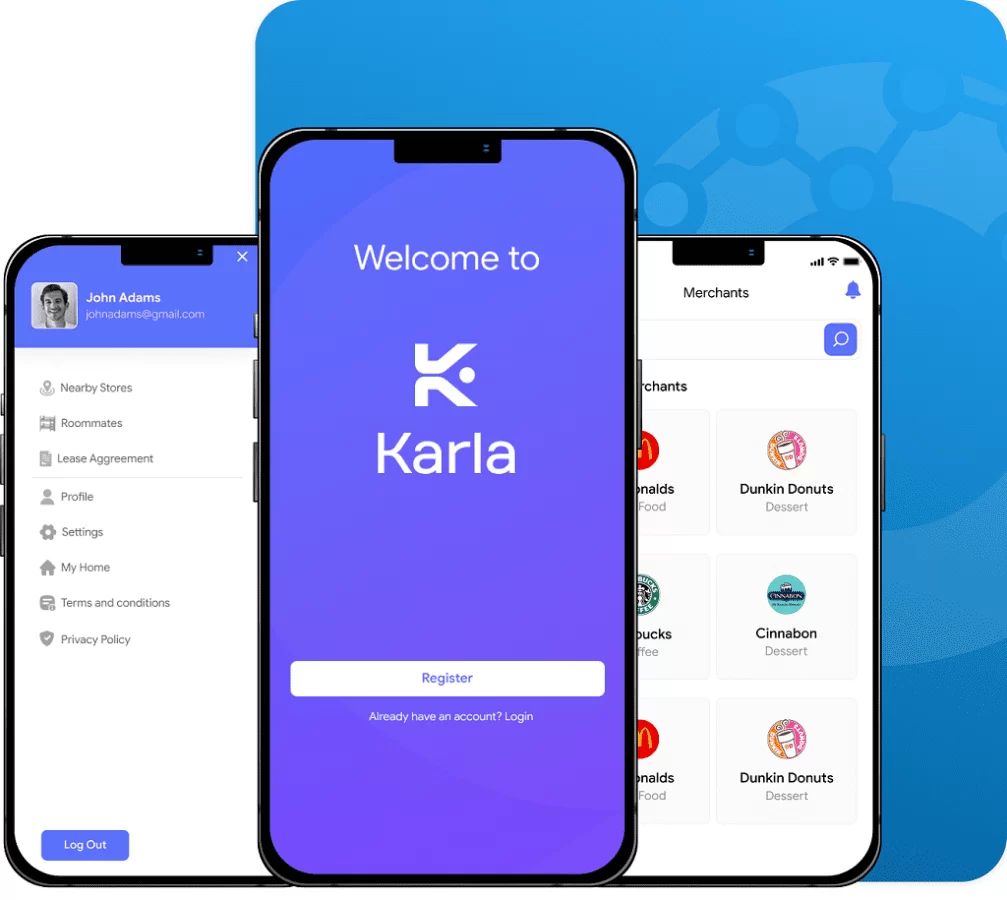 John Adams
johnadams@gmail.com
Nearby Stores
Roommates
Lease Aggreement
Profile
Settings
My Home
Terms and conditions
Privacy Policy
Log Out
Welcome to
Karla
Register
Already have an account? Login
Merchants
rchants
onalds
Food
Dunkin Donuts
Dessert
bucks
ffee
CINNABON
Cinnabon
Dessert
onalds
Food
Dunkin Donuts
Dessert